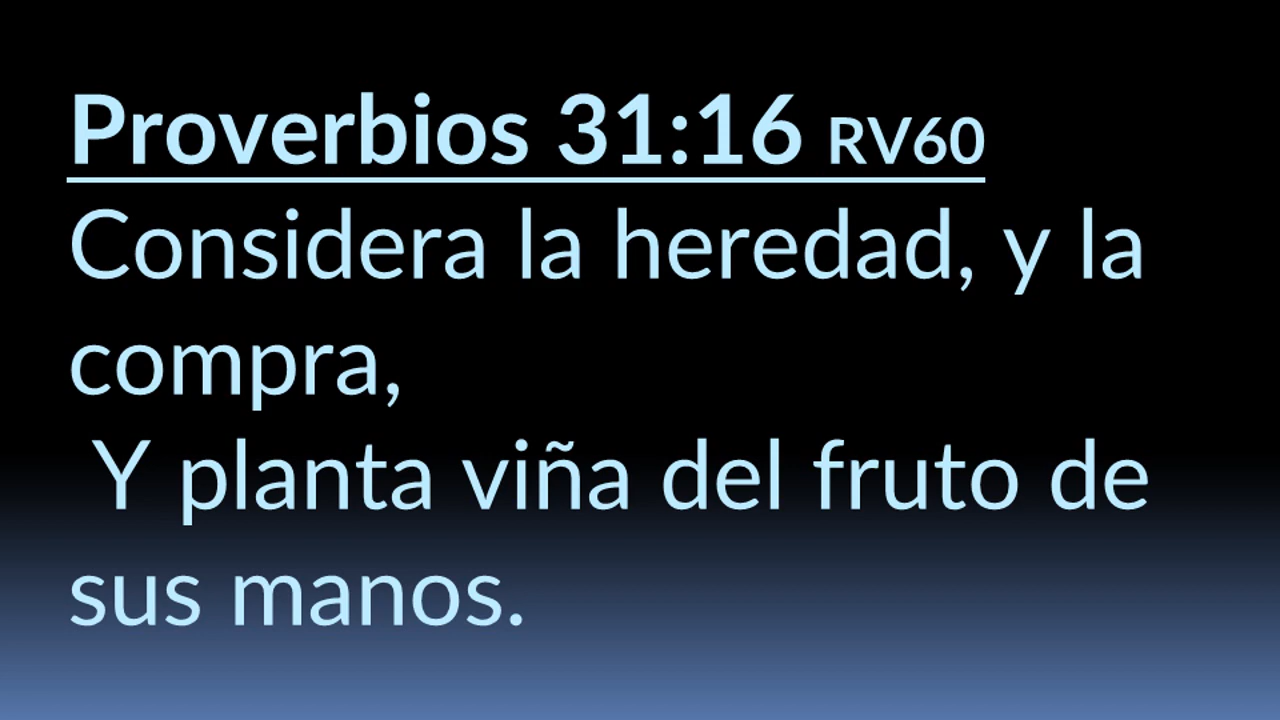 Proverbios 31:16 RV60
Considera la heredad, y la
compra,
Y planta viña del fruto de
sus manos.